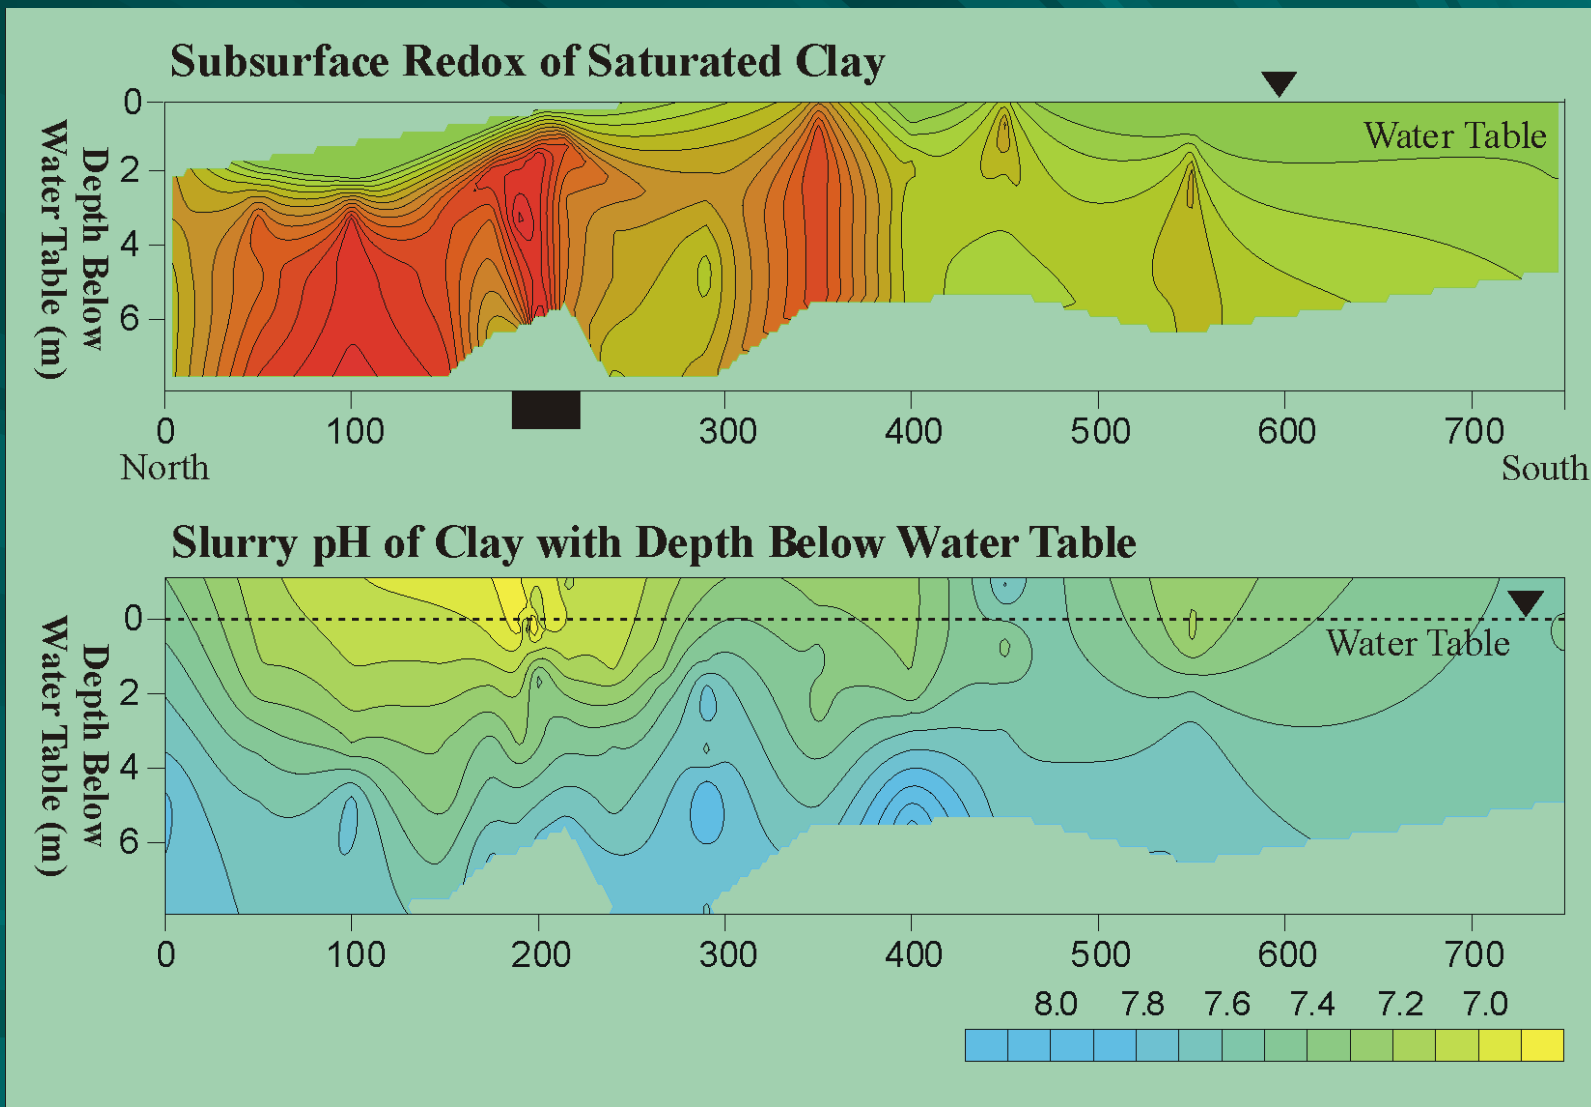 Subsurface Redox of Saturated Clay
0
2
4
6
Depth Below
Water Table (m)
Water Table
0 100 300 400 500 600 700
North South
Slurry pH of Clay with Depth Below Water Table
0
2
4
6
Depth Below
Water Table (m)
Water Table
0 100 200 300 400 500 600 700
8.0 7.8 7.6 7.4 7.2 7.0